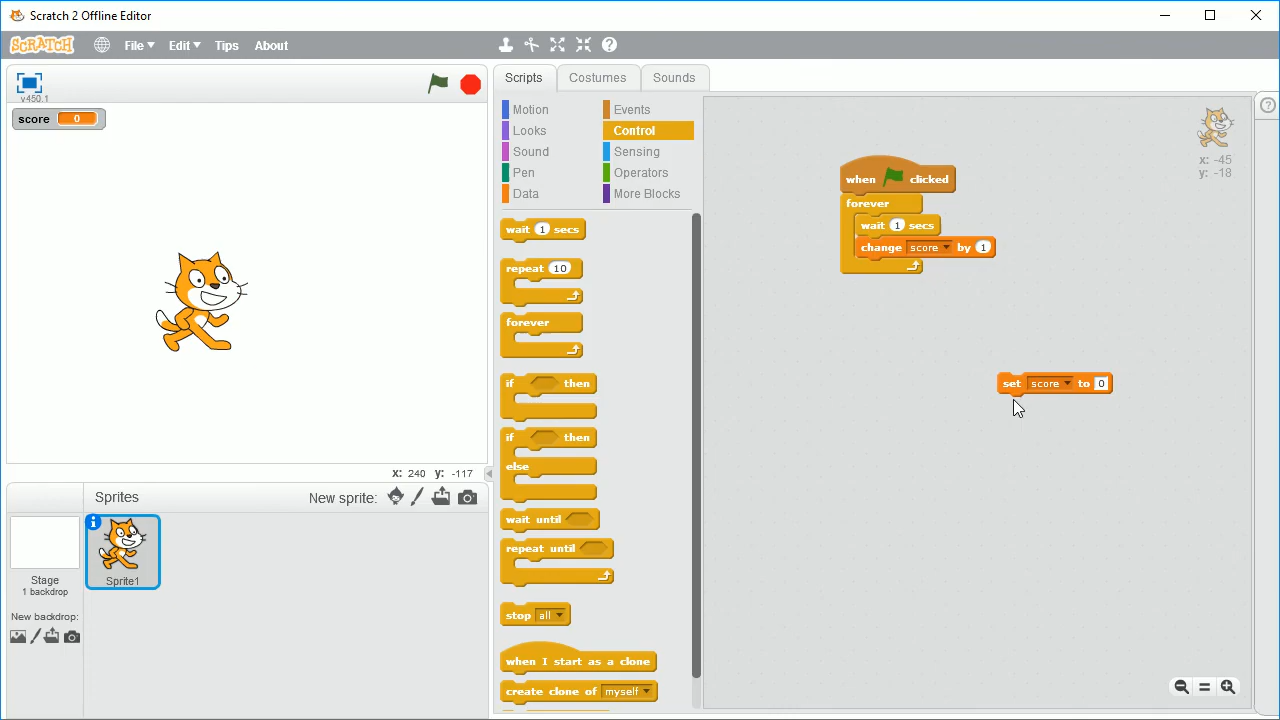 Scratch 2 Offline Editor
SCRATCH File Edit Tips About
v450.1
score 0
x: 240 y: -117
Sprites New sprite:
Stage
1 backdrop
New backdrop:
Sprite1
Scripts Costumes Sounds
Motion Events
Looks Control
Sound Sensing
Pen Operators
Data More Blocks
wait 1 secs
repeat 10
forever
if then
if then
else
wait until
repeat until
stop all
when I start as a clone
create clone of myself
when clicked
forever
wait 1 secs
change score by 1
set score to 0
x: -45
y: -18